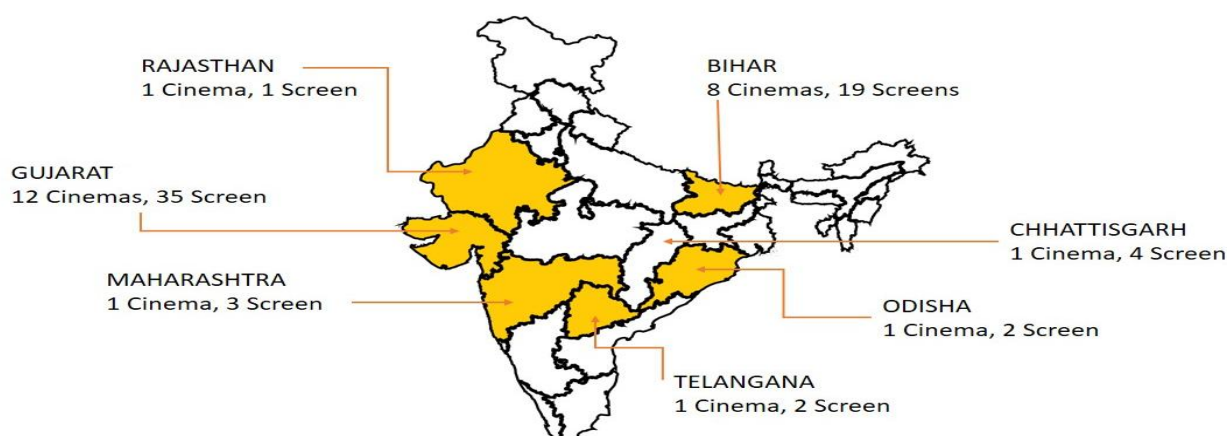 RAJASTHAN
1 Cinema, 1 Screen
BIHAR
8 Cinemas, 19 Screens
GUJARAT
12 Cinemas, 35 Screen
CHHATTISGARH
1 Cinema, 4 Screen
MAHARASHTRA
1 Cinema, 3 Screen
ODISHA
1 Cinema, 2 Screen
TELANGANA
1 Cinema, 2 Screen